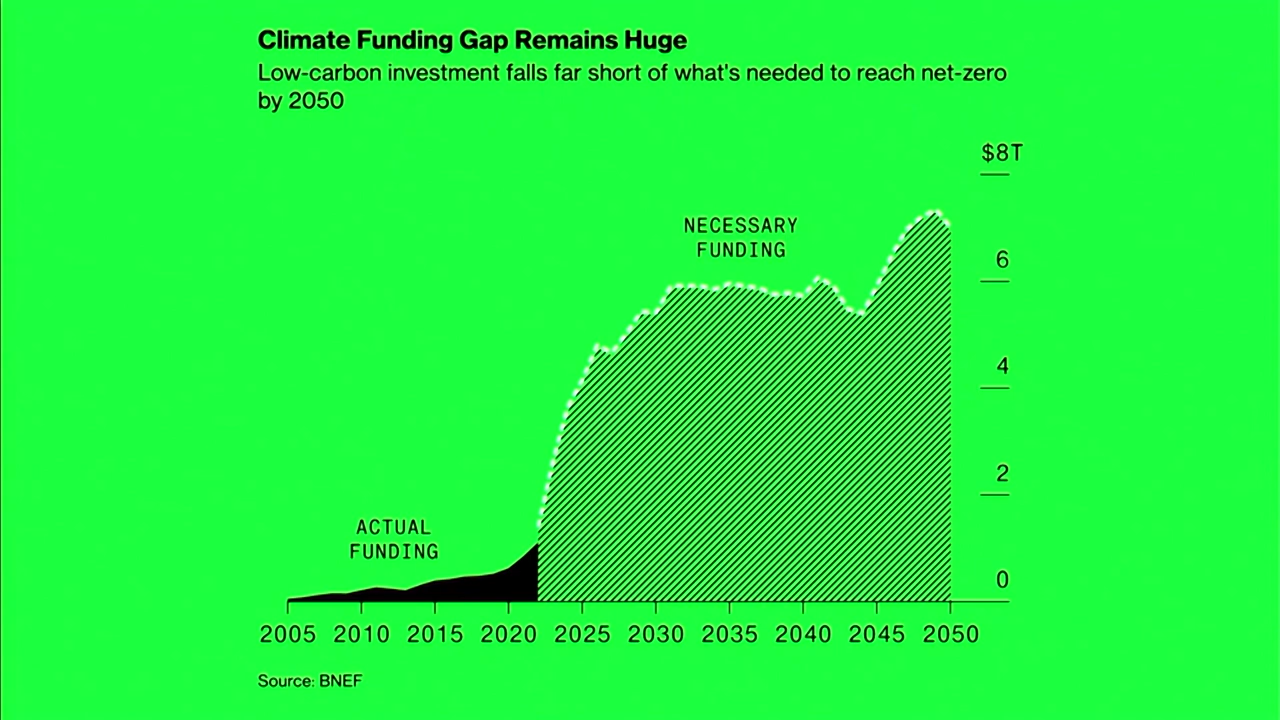 Climate Funding Gap Remains Huge
Low-carbon investment falls far short of what's needed to reach net-zero
by 2050
$8T
NECESSARY
FUNDING
6
4
2
ACTUAL
FUNDING
0
2005 2010 2015 2020 2025 2030 2035 2040 2045 2050
Source: BNEF